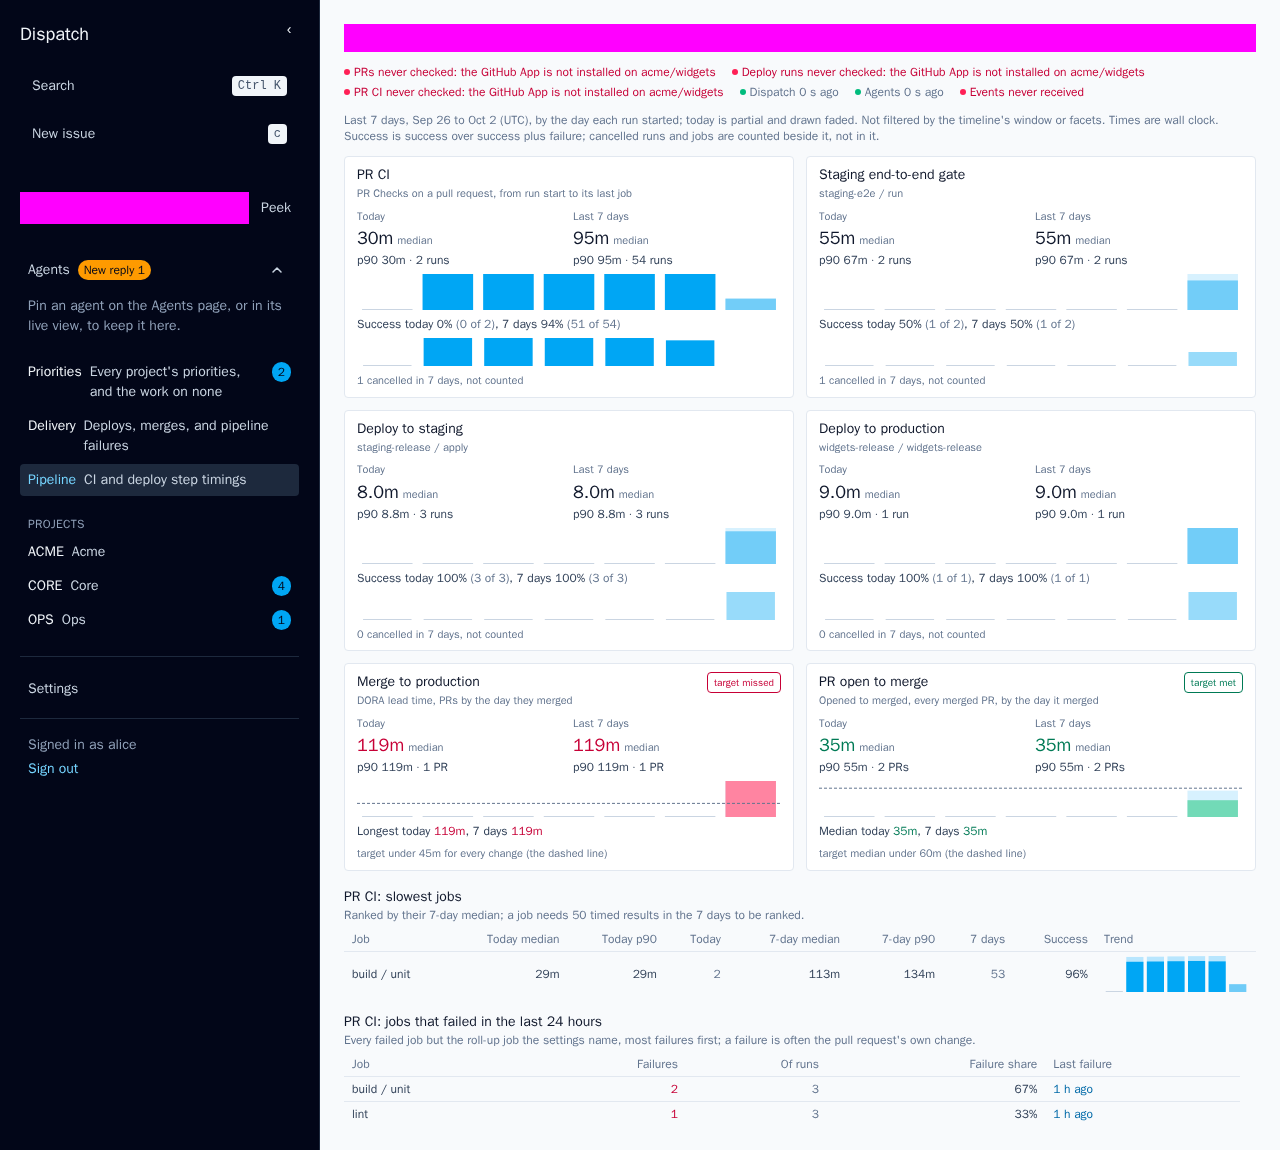 Dispatch
Search Ctrl K
New issue C
Peek
Agents New reply 1
Pin an agent on the Agents page, or in its
live view, to keep it here.
Priorities Every project's priorities, 2
and the work on none
Delivery Deploys, merges, and pipeline
failures
Pipeline CI and deploy step timings
PROJECTS
ACME Acme
CORE Core 4
OPS Ops 1
Settings
Signed in as alice
Sign out
PRs never checked: the GitHub App is not installed on acme/widgets Deploy runs never checked: the GitHub App is not installed on acme/widgets
PR CI never checked: the GitHub App is not installed on acme/widgets Dispatch 0 s ago Agents 0 s ago Events never received
Last 7 days, Sep 26 to Oct 2 (UTC), by the day each run started; today is partial and drawn faded. Not filtered by the timeline's window or facets. Times are wall clock.
Success is success over success plus failure; cancelled runs and jobs are counted beside it, not in it.
PR CI
PR Checks on a pull request, from run start to its last job
Today Last 7 days
30m median 95m median
p90 30m · 2 runs p90 95m · 54 runs
Success today 0% (0 of 2), 7 days 94% (51 of 54)
1 cancelled in 7 days, not counted
Staging end-to-end gate
staging-e2e / run
Today Last 7 days
55m median 55m median
p90 67m · 2 runs p90 67m · 2 runs
Success today 50% (1 of 2), 7 days 50% (1 of 2)
1 cancelled in 7 days, not counted
Deploy to staging
staging-release / apply
Today Last 7 days
8.0m median 8.0m median
p90 8.8m · 3 runs p90 8.8m · 3 runs
Success today 100% (3 of 3), 7 days 100% (3 of 3)
0 cancelled in 7 days, not counted
Deploy to production
widgets-release / widgets-release
Today Last 7 days
9.0m median 9.0m median
p90 9.0m · 1 run p90 9.0m · 1 run
Success today 100% (1 of 1), 7 days 100% (1 of 1)
0 cancelled in 7 days, not counted
Merge to production target missed
DORA lead time, PRs by the day they merged
Today Last 7 days
119m median 119m median
p90 119m · 1 PR p90 119m · 1 PR
Longest today 119m, 7 days 119m
target under 45m for every change (the dashed line)
PR open to merge target met
Opened to merged, every merged PR, by the day it merged
Today Last 7 days
35m median 35m median
p90 55m · 2 PRs p90 55m · 2 PRs
Median today 35m, 7 days 35m
target median under 60m (the dashed line)
PR CI: slowest jobs
Ranked by their 7-day median; a job needs 50 timed results in the 7 days to be ranked.
Job Today median Today p90 Today 7-day median 7-day p90 7 days Success Trend
build / unit 29m 29m 2 113m 134m 53 96%
PR CI: jobs that failed in the last 24 hours
Every failed job but the roll-up job the settings name, most failures first; a failure is often the pull request's own change.
Job Failures Of runs Failure share Last failure
build / unit 2 3 67% 1 h ago
lint 1 3 33% 1 h ago